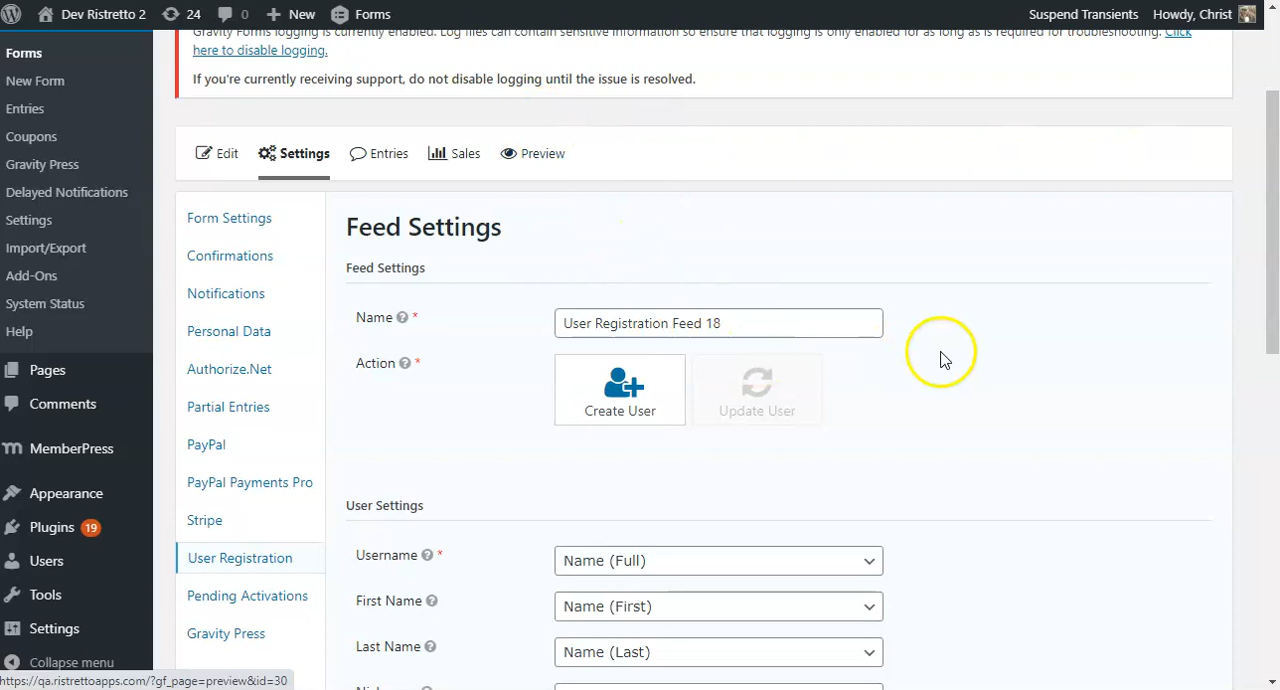 Dev Ristretto 2 24 0 New Forms Suspend Transients Howdy, Christ
Gravity Forms logging is currently enabled. Log files can contain sensitive information so ensure that logging is only enabled for as long as is required for troubleshooting. Click
here to disable logging.
If you're currently receiving support, do not disable logging until the issue is resolved.
Forms
New Form
Entries
Coupons
Gravity Press
Delayed Notifications
Settings
Import/Export
Add-Ons
System Status
Help
Pages
Comments
MemberPress
Appearance
Plugins 19
Users
Tools
Settings
Collapse menu
Edit Settings Entries Sales Preview
Form Settings
Confirmations
Notifications
Personal Data
Authorize.Net
Partial Entries
PayPal
PayPal Payments Pro
Stripe
User Registration
Pending Activations
Gravity Press
Feed Settings
Feed Settings
Name ? * User Registration Feed 18
Action ? *
Create User Update User
User Settings
Username ? * Name (Full)
First Name ? Name (First)
Last Name ? Name (Last)
https://qa.ristrettoapps.com/?gf_page=preview&id=30